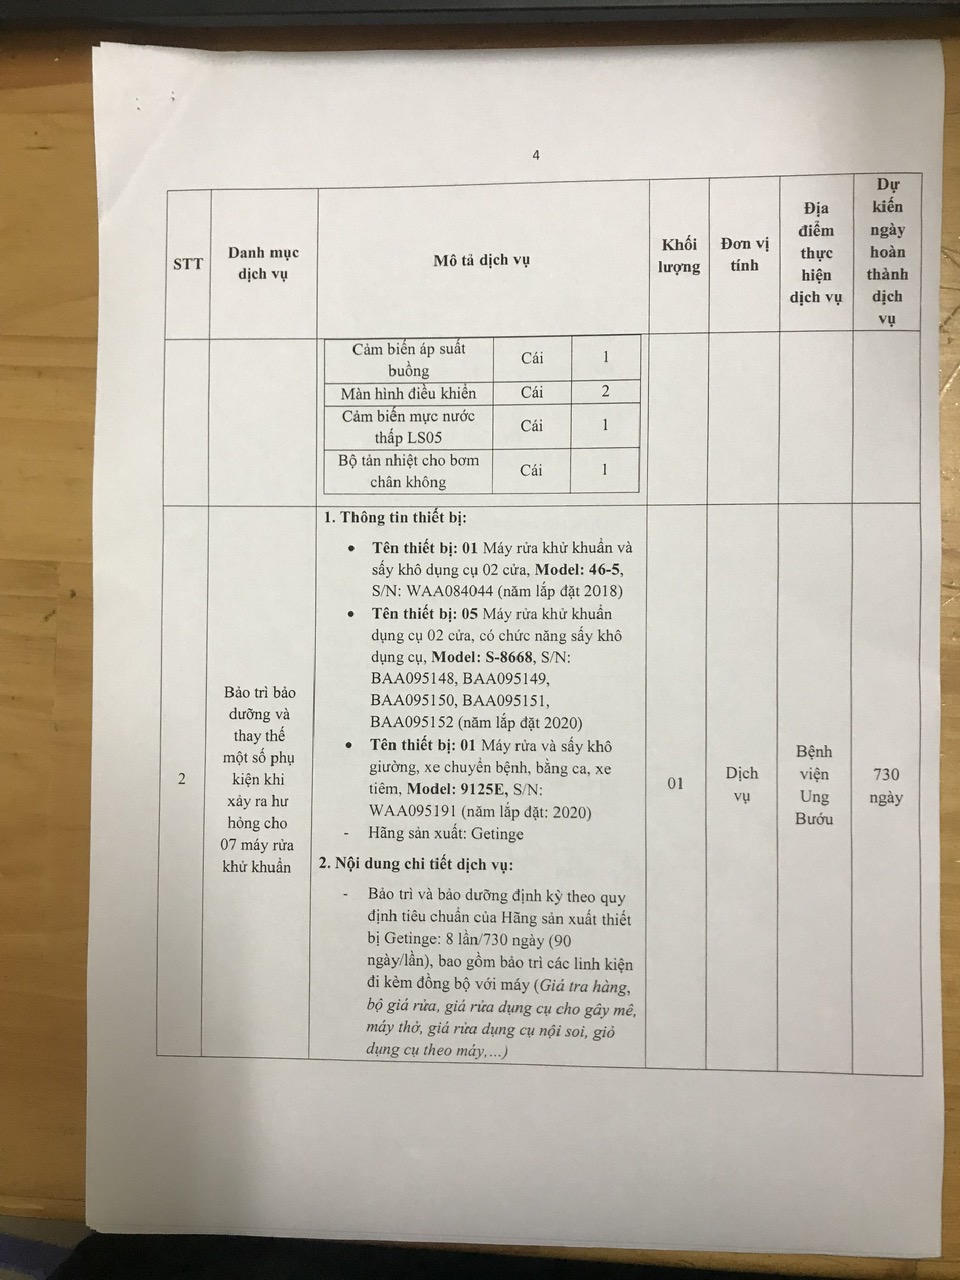 4
STT
Danh mục
dịch vụ
Mô tả dịch vụ
Khối
lượng
Đơn vị
tính
Địa
điểm
thực
hiện
dịch vụ
Dự
kiến
ngày
hoàn
thành
dịch
vụ
Cảm biến áp suất
buồng
Cái
1
Màn hình điều khiển
Cái
2
Cảm biến mực nước
thấp LS05
Cái
1
Bộ tản nhiệt cho bơm
chân không
Cái
1
2
Bảo trì bảo
dưỡng và
thay thế
một số phụ
kiện khi
xảy ra hư
hỏng cho
07 máy rửa
khử khuẩn
1. Thông tin thiết bị:
• Tên thiết bị: 01 Máy rửa khử khuẩn và
sấy khô dụng cụ 02 cửa, Model: 46-5,
S/N: WAA084044 (năm lắp đặt 2018)
• Tên thiết bị: 05 Máy rửa khử khuẩn
dụng cụ 02 cửa, có chức năng sấy khô
dụng cụ, Model: S-8668, S/N:
BAA095148, BAA095149,
BAA095150, BAA095151,
BAA095152 (năm lắp đặt 2020)
• Tên thiết bị: 01 Máy rửa và sấy khô
giường, xe chuyển bệnh, băng ca, xe
tiêm, Model: 9125E, S/N:
WAA095191 (năm lắp đặt: 2020)
- Hãng sản xuất: Getinge
2. Nội dung chi tiết dịch vụ:
- Bảo trì và bảo dưỡng định kỳ theo quy
định tiêu chuẩn của Hãng sản xuất thiết
bị Getinge: 8 lần/730 ngày (90
ngày/lần), bao gồm bảo trì các linh kiện
đi kèm đồng bộ với máy (Giá tra hàng,
bộ giá rửa, giá rửa dụng cụ cho gây mê,
máy thở, giá rửa dụng cụ nội soi, giỏ
dụng cụ theo máy,...)
01
Dịch
vụ
Bệnh
viện
Ung
Bướu
730
ngày